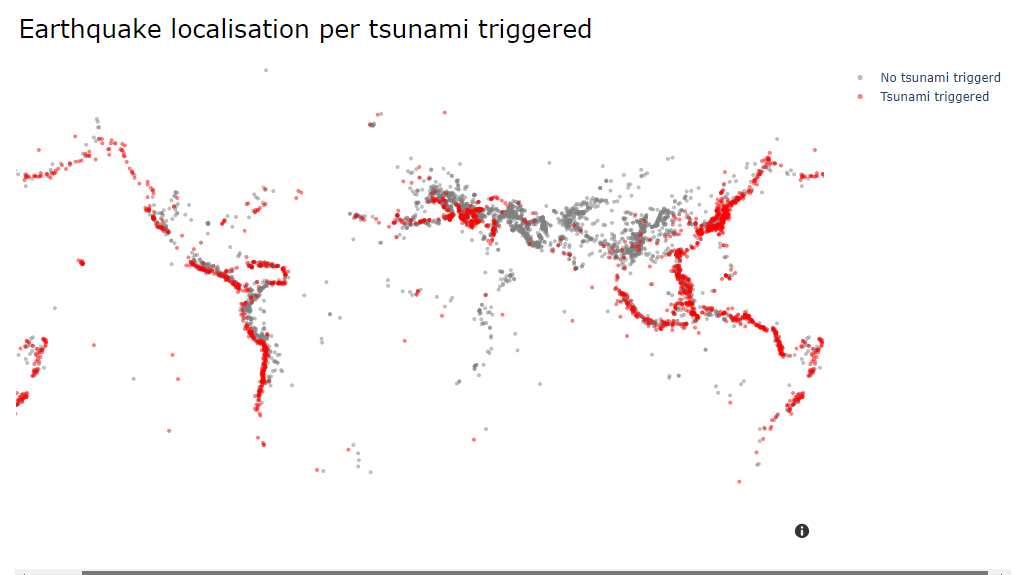 Earthquake localisation per tsunami triggered
No tsunami triggerd
Tsunami triggered